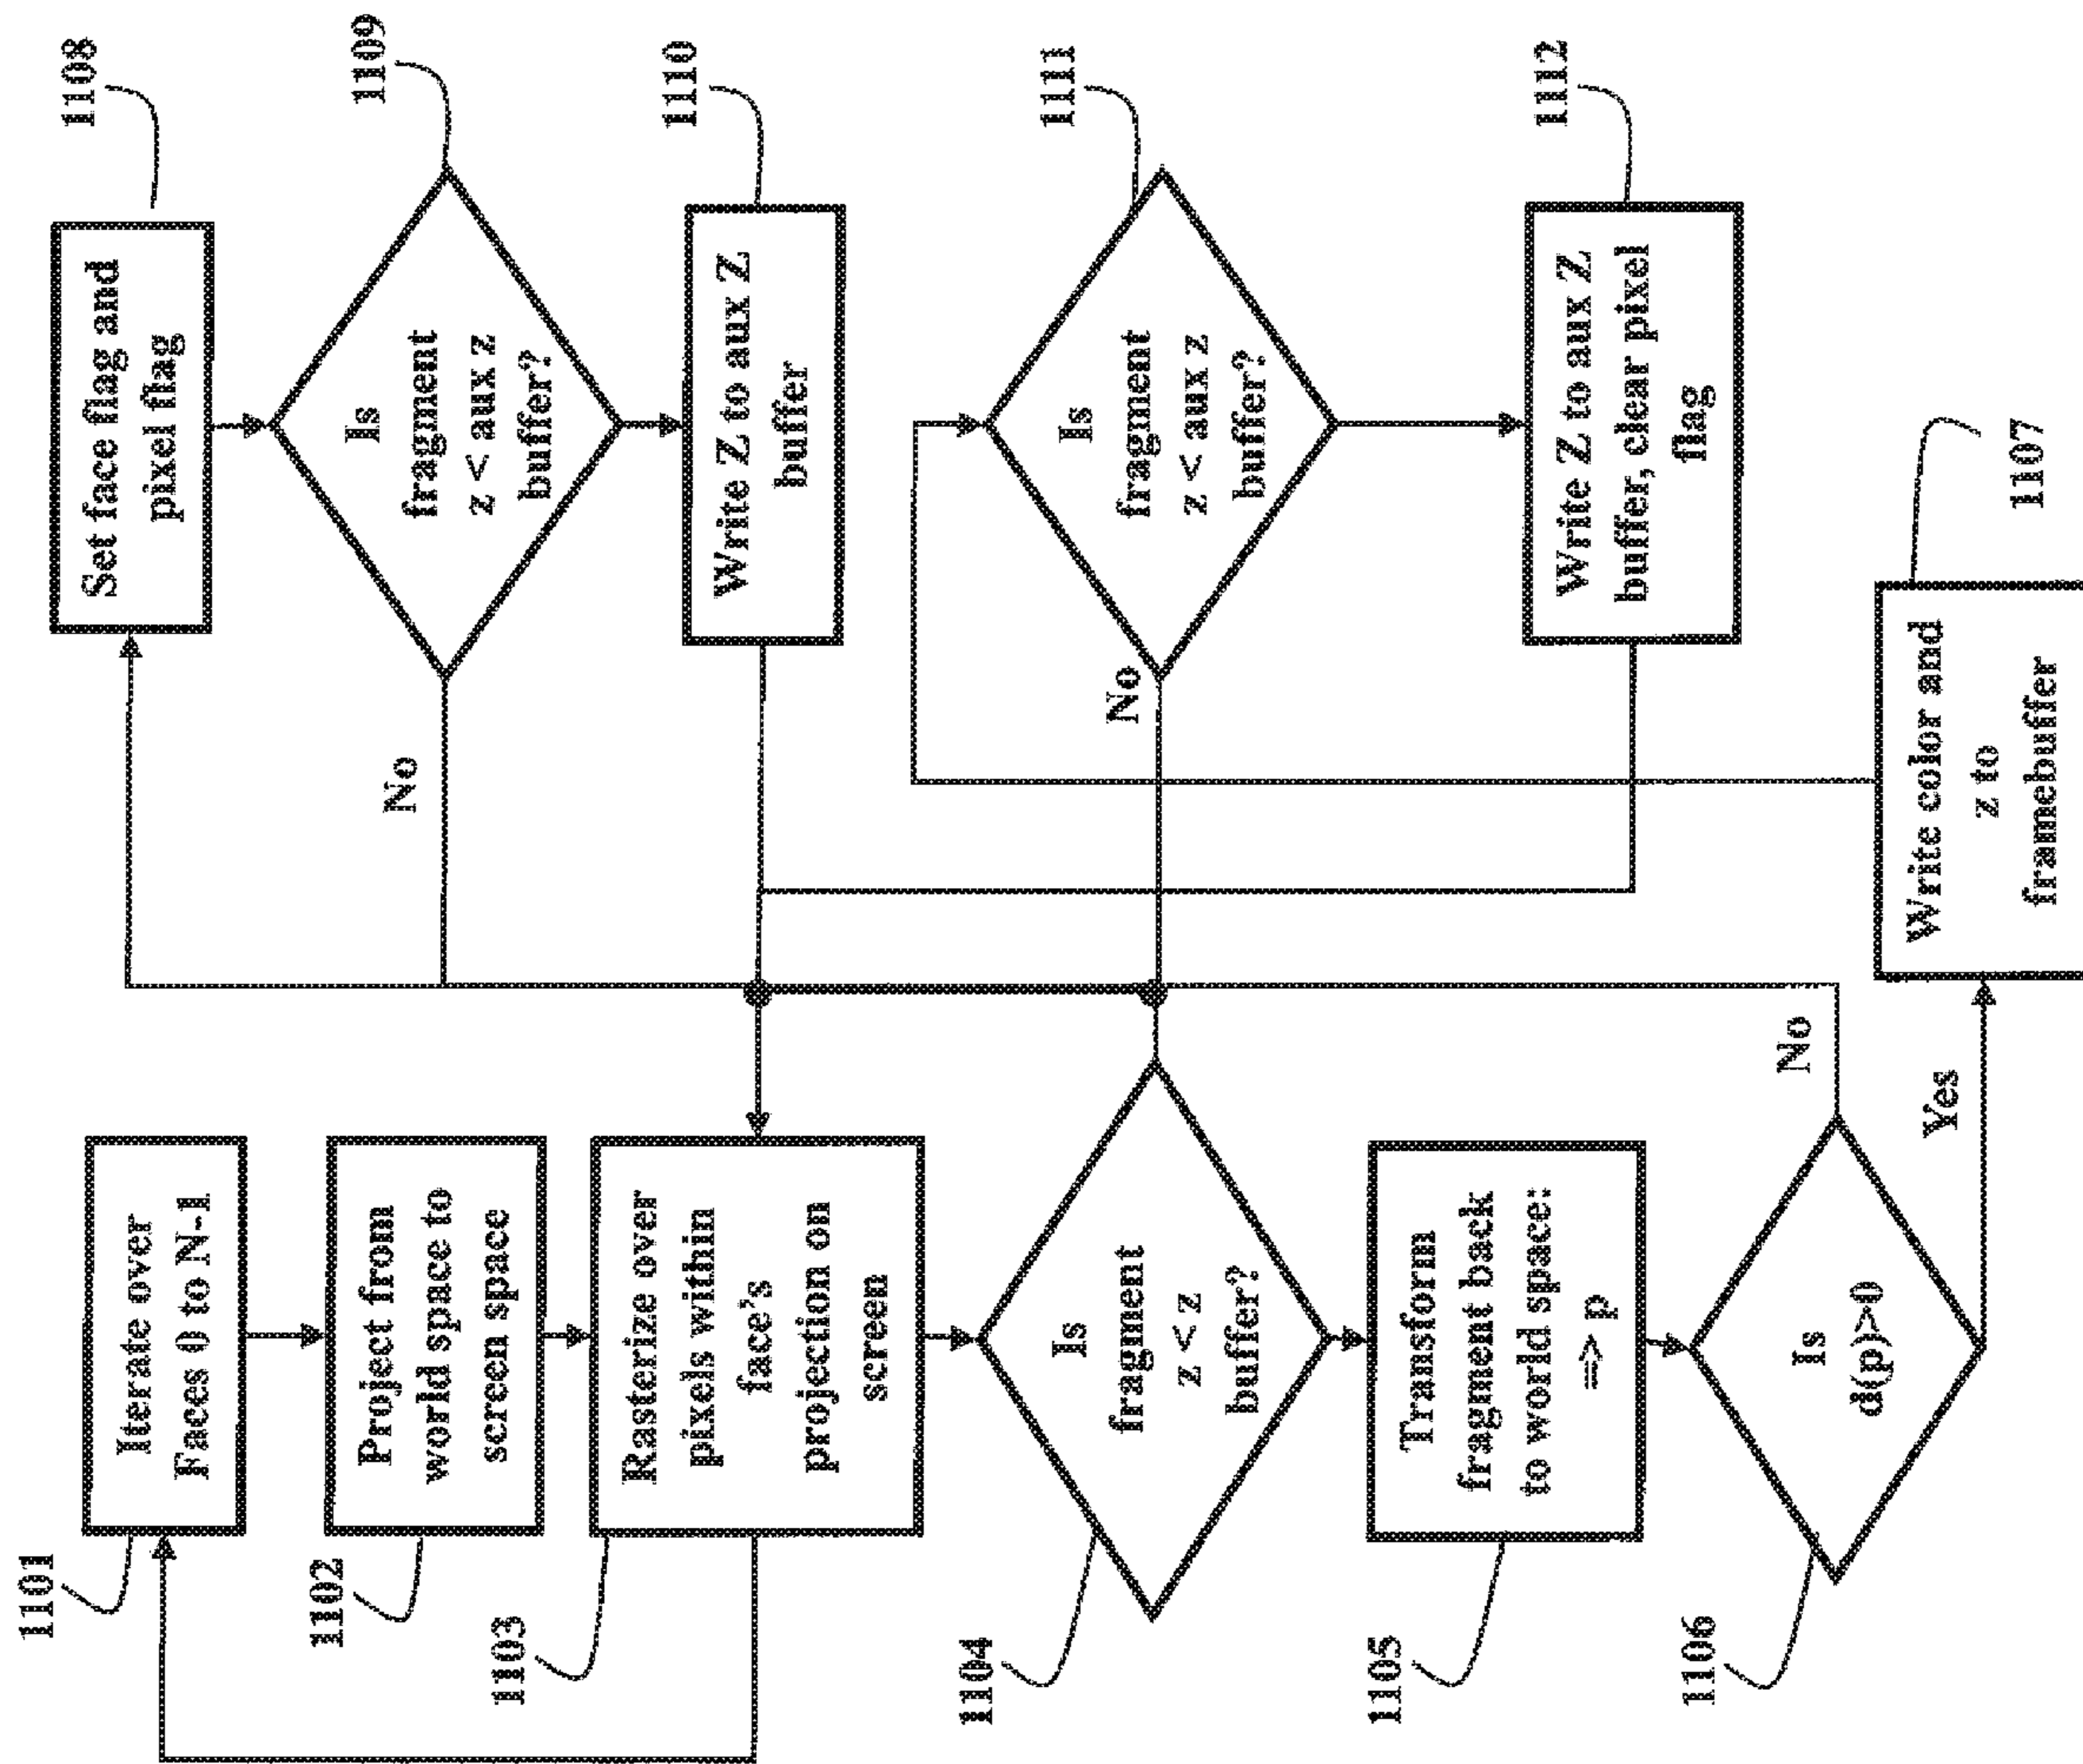 1101
Iterate over
Faces 0 to N-1
1102
Project from
world space to
screen space
1103
Rasterize over
pixels within
face's
projection on
screen
1104
Is
fragment
z < z
buffer?
1105
Transform
fragment back
to world space:
=> p
1106
Is
d(p)>0
No
Yes
1107
Write color and
z to
framebuffer
1108
Set face flag and
pixel flag
1109
Is
fragment
z < aux z
buffer?
No
1110
Write Z to aux Z
buffer
1111
Is
fragment
z < aux z
buffer?
No
1112
Write Z to aux Z
buffer, clear pixel
flag